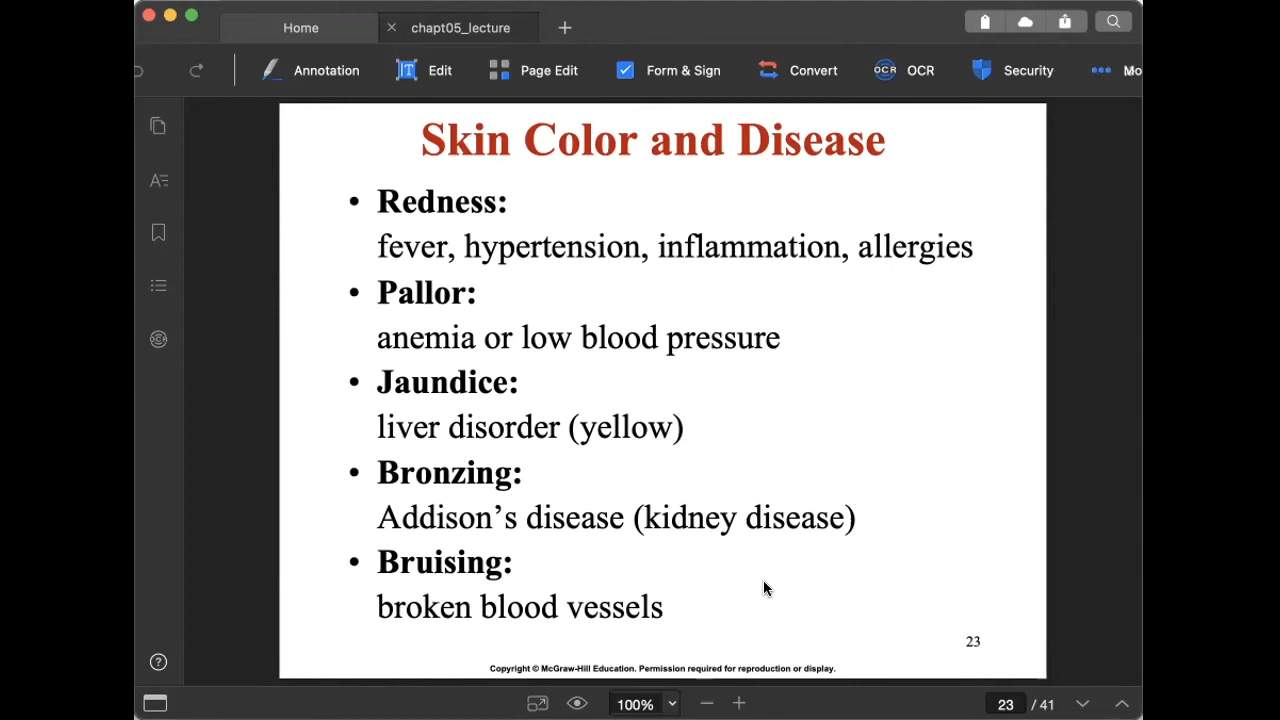 Home
chapt05_lecture
Annotation
Edit
Page Edit
Form & Sign
Convert
OCR
OCR
Security
Mo
A
OCR
Skin Color and Disease
• Redness:
fever, hypertension, inflammation, allergies
• Pallor:
anemia or low blood pressure
• Jaundice:
liver disorder (yellow)
• Bronzing:
Addison’s disease (kidney disease)
• Bruising:
broken blood vessels
23
Copyright © McGraw-Hill Education. Permission required for reproduction or display.
?
100%
23 / 41